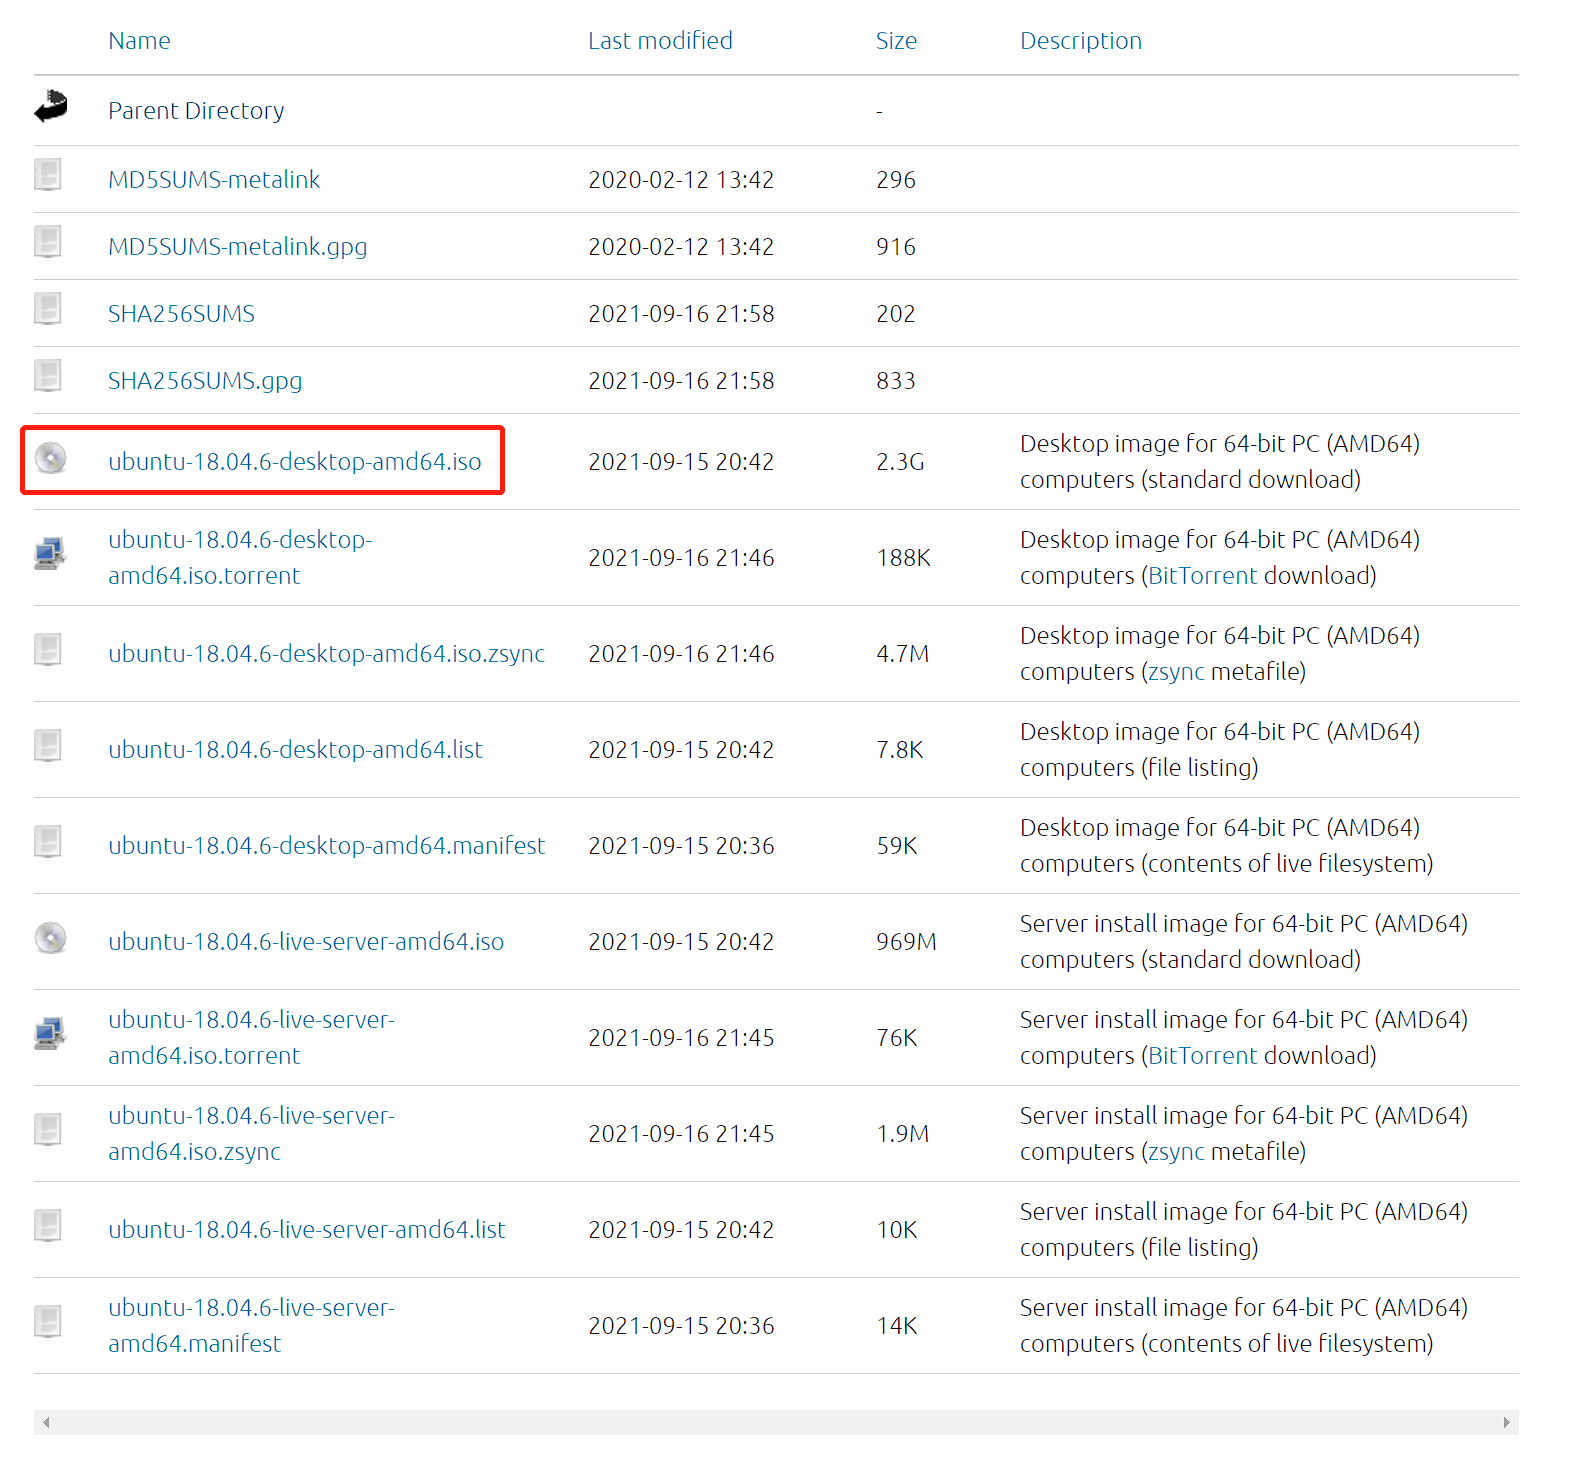 Name Last modified Size Description
Parent Directory -
MD5SUMS-metalink 2020-02-12 13:42 296
MD5SUMS-metalink.gpg 2020-02-12 13:42 916
SHA256SUMS 2021-09-16 21:58 202
SHA256SUMS.gpg 2021-09-16 21:58 833
ubuntu-18.04.6-desktop-amd64.iso 2021-09-15 20:42 2.3G Desktop image for 64-bit PC (AMD64)
computers (standard download)
ubuntu-18.04.6-desktop-
amd64.iso.torrent 2021-09-16 21:46 188K Desktop image for 64-bit PC (AMD64)
computers (BitTorrent download)
ubuntu-18.04.6-desktop-amd64.iso.zsync 2021-09-16 21:46 4.7M Desktop image for 64-bit PC (AMD64)
computers (zsync metafile)
ubuntu-18.04.6-desktop-amd64.list 2021-09-15 20:42 7.8K Desktop image for 64-bit PC (AMD64)
computers (file listing)
ubuntu-18.04.6-desktop-amd64.manifest 2021-09-15 20:36 59K Desktop image for 64-bit PC (AMD64)
computers (contents of live filesystem)
ubuntu-18.04.6-live-server-amd64.iso 2021-09-15 20:42 969M Server install image for 64-bit PC (AMD64)
computers (standard download)
ubuntu-18.04.6-live-server-
amd64.iso.torrent 2021-09-16 21:45 76K Server install image for 64-bit PC (AMD64)
computers (BitTorrent download)
ubuntu-18.04.6-live-server-
amd64.iso.zsync 2021-09-16 21:45 1.9M Server install image for 64-bit PC (AMD64)
computers (zsync metafile)
ubuntu-18.04.6-live-server-amd64.list 2021-09-15 20:42 10K Server install image for 64-bit PC (AMD64)
computers (file listing)
ubuntu-18.04.6-live-server-
amd64.manifest 2021-09-15 20:36 14K Server install image for 64-bit PC (AMD64)
computers (contents of live filesystem)